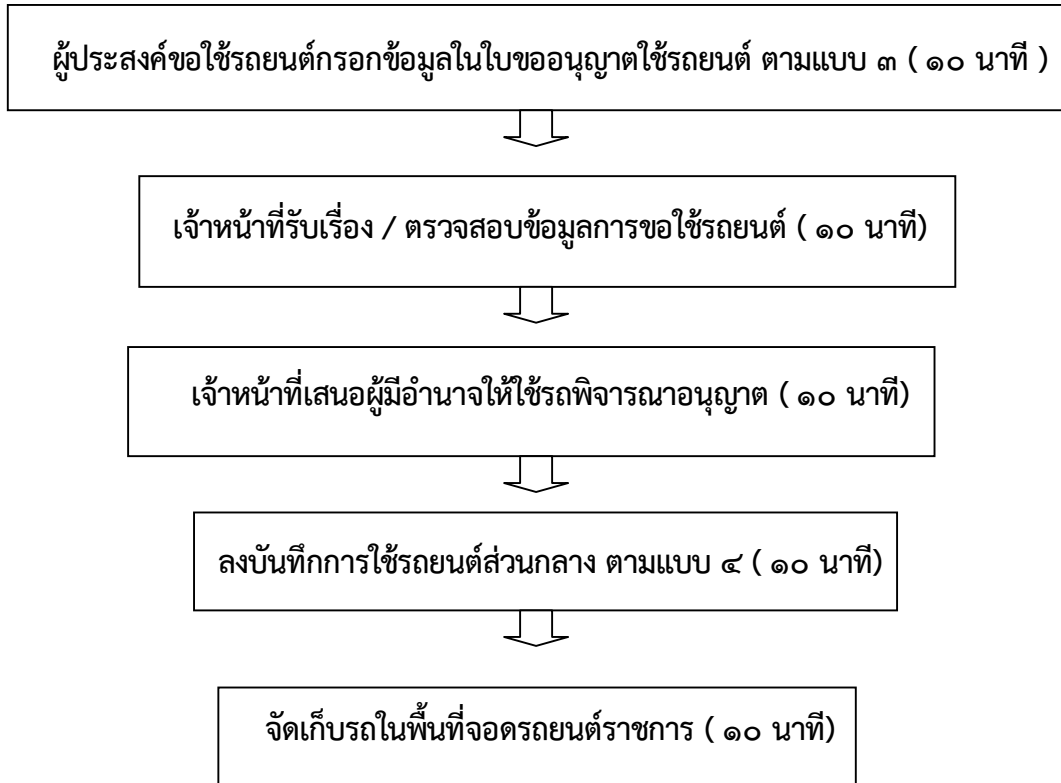 ผู้ประสงค์ขอใช้รถยนต์กรอกข้อมูลในใบขออนุญาตใช้รถยนต์ ตามแบบ ๓ ( ๑๐ นาที )
เจ้าหน้าที่รับเรื่อง / ตรวจสอบข้อมูลการขอใช้รถยนต์ ( ๑๐ นาที)
เจ้าหน้าที่เสนอผู้มีอำนาจให้ใช้รถพิจารณาอนุญาต ( ๑๐ นาที)
ลงบันทึกการใช้รถยนต์ส่วนกลาง ตามแบบ ๔ ( ๑๐ นาที)
จัดเก็บรถในพื้นที่จอดรถยนต์ราชการ ( ๑๐ นาที)